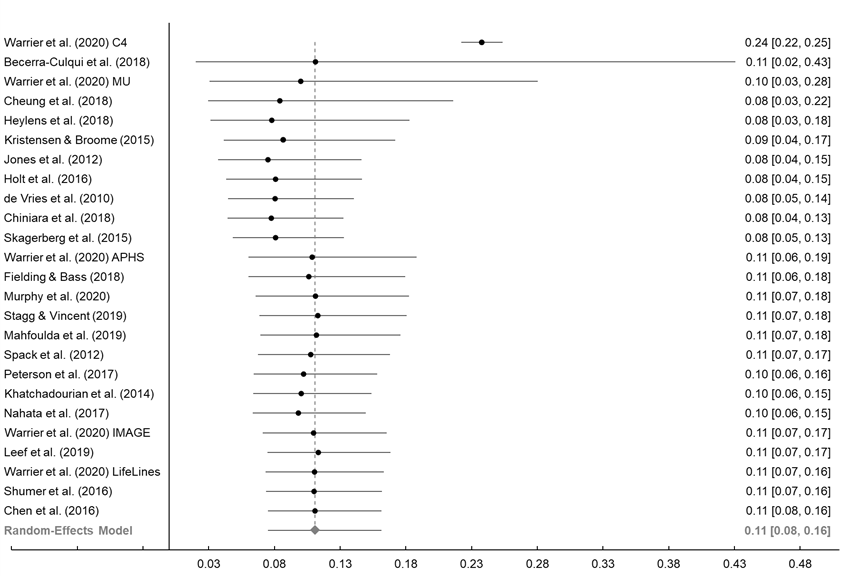 Warrier et al. (2020) C4 0.24 [0.22, 0.25]
Becerra-Culqui et al. (2018) 0.11 [0.02, 0.43]
Warrier et al. (2020) MU 0.10 [0.03, 0.28]
Cheung et al. (2018) 0.08 [0.03, 0.22]
Heylens et al. (2018) 0.08 [0.03, 0.18]
Kristensen & Broome (2015) 0.09 [0.04, 0.17]
Jones et al. (2012) 0.08 [0.04, 0.15]
Holt et al. (2016) 0.08 [0.04, 0.15]
de Vries et al. (2010) 0.08 [0.05, 0.14]
Chiniara et al. (2018) 0.08 [0.04, 0.13]
Skagerberg et al. (2015) 0.08 [0.05, 0.13]
Warrier et al. (2020) APHS 0.11 [0.06, 0.19]
Fielding & Bass (2018) 0.11 [0.06, 0.18]
Murphy et al. (2020) 0.11 [0.07, 0.18]
Stagg & Vincent (2019) 0.11 [0.07, 0.18]
Mahfoulda et al. (2019) 0.11 [0.07, 0.18]
Spack et al. (2012) 0.11 [0.07, 0.17]
Peterson et al. (2017) 0.10 [0.06, 0.16]
Khatchadourian et al. (2014) 0.10 [0.06, 0.15]
Nahata et al. (2017) 0.10 [0.06, 0.15]
Warrier et al. (2020) IMAGE 0.11 [0.07, 0.17]
Leef et al. (2019) 0.11 [0.07, 0.17]
Warrier et al. (2020) LifeLines 0.11 [0.07, 0.16]
Shumer et al. (2016) 0.11 [0.07, 0.16]
Chen et al. (2016) 0.11 [0.08, 0.16]
Random-Effects Model 0.11 [0.08, 0.16]
0.03 0.08 0.13 0.18 0.23 0.28 0.33 0.38 0.43 0.48